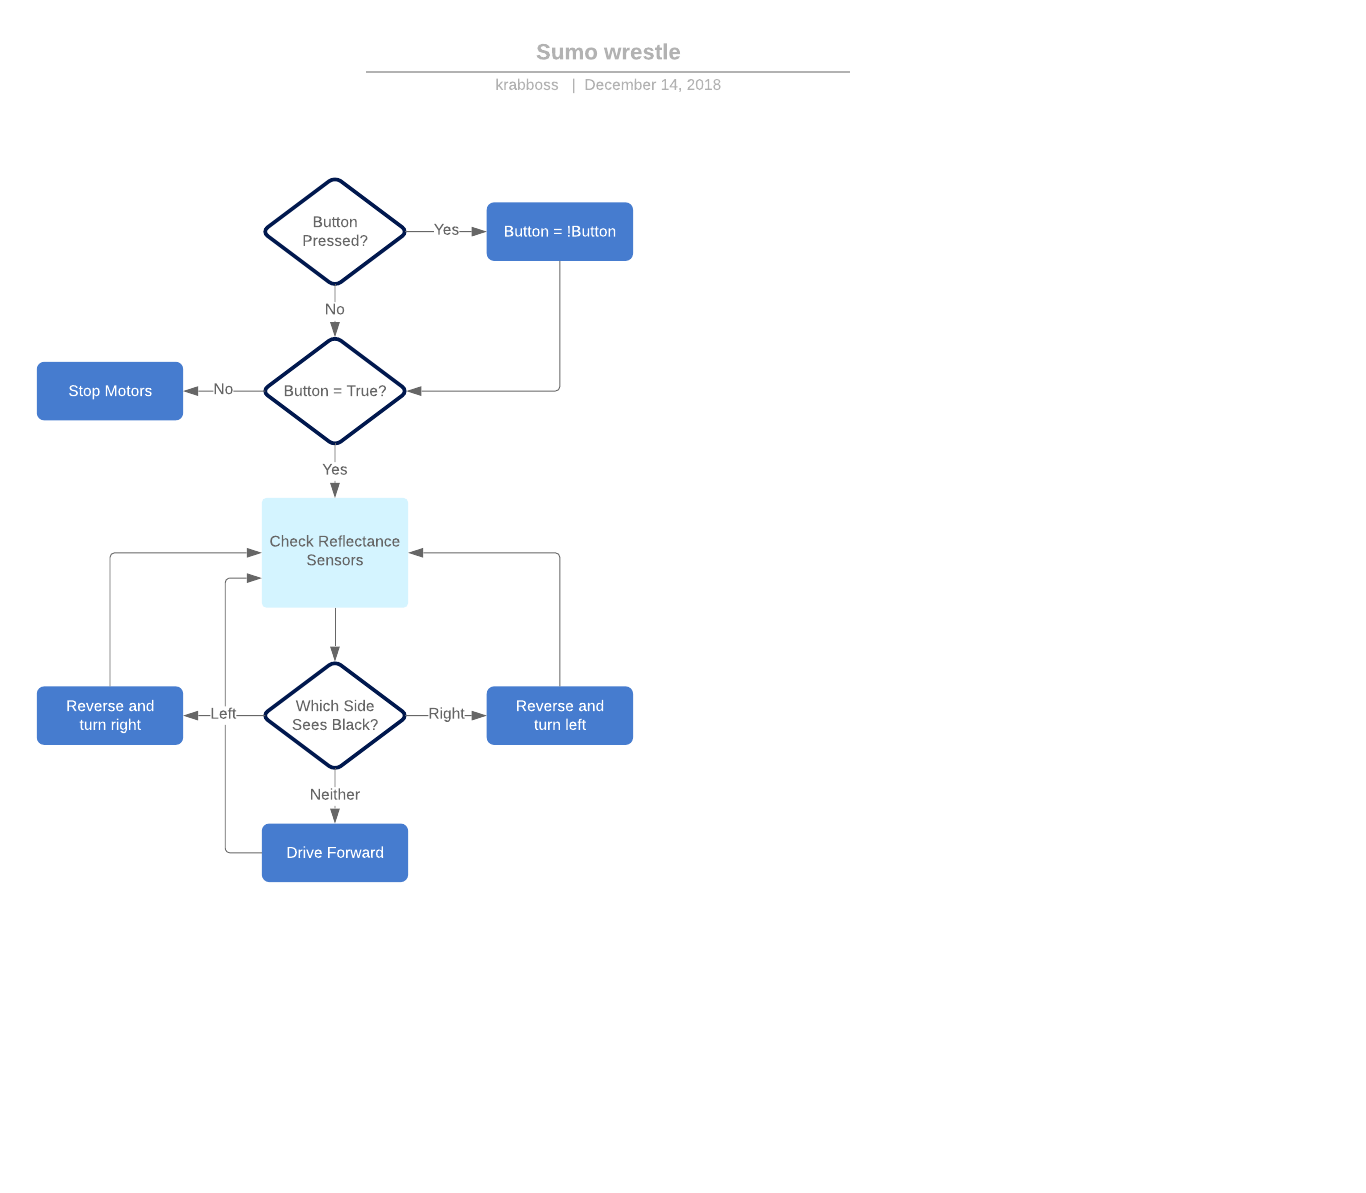 Sumo wrestle
krabboss | December 14, 2018
Button
Pressed?
Yes
Button = !Button
No
Stop Motors
No
Button = True?
Yes
Check Reflectance
Sensors
Reverse and
turn right
Left
Which Side
Sees Black?
Right
Reverse and
turn left
Neither
Drive Forward